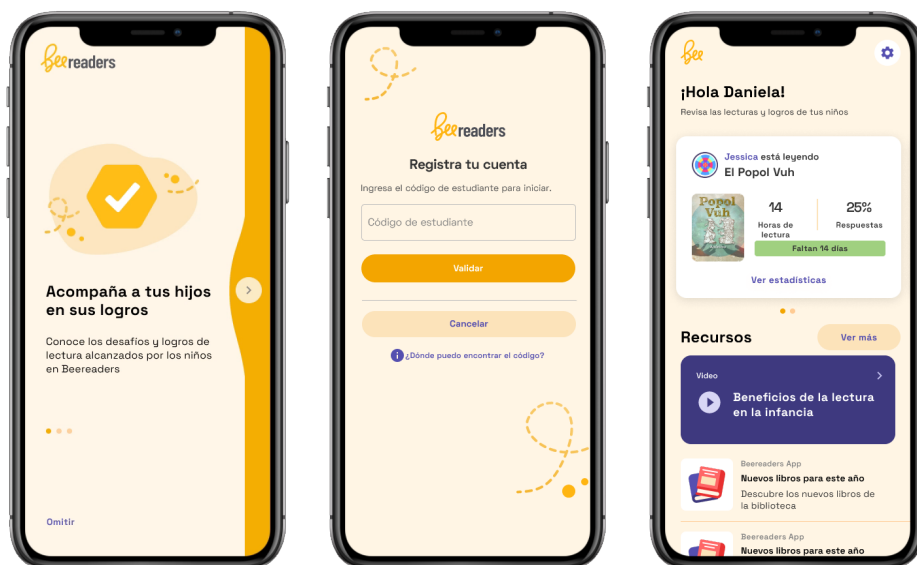 Beereaders
Acompaña a tus hijos
en sus logros
Conoce los desafíos y logros de
lectura alcanzados por los niños
en Beereaders
Omitir
Beereaders
Registra tu cuenta
Ingresa el código de estudiante para iniciar.
Código de estudiante
Validar
Cancelar
i
¿Dónde puedo encontrar el código?
Bee
¡Hola Daniela!
Revisa las lecturas y logros de tus niños
Jessica está leyendo
El Popol Vuh
Popol
Vuh
14
Horas de
lectura
25%
Respuestas
Faltan 14 días
Ver estadísticas
Recursos
Ver más
Video
Beneficios de la lectura
en la infancia
Beereaders App
Nuevos libros para este año
Descubre los nuevos libros de
la biblioteca
Beereaders App
Nuevos libros para este año